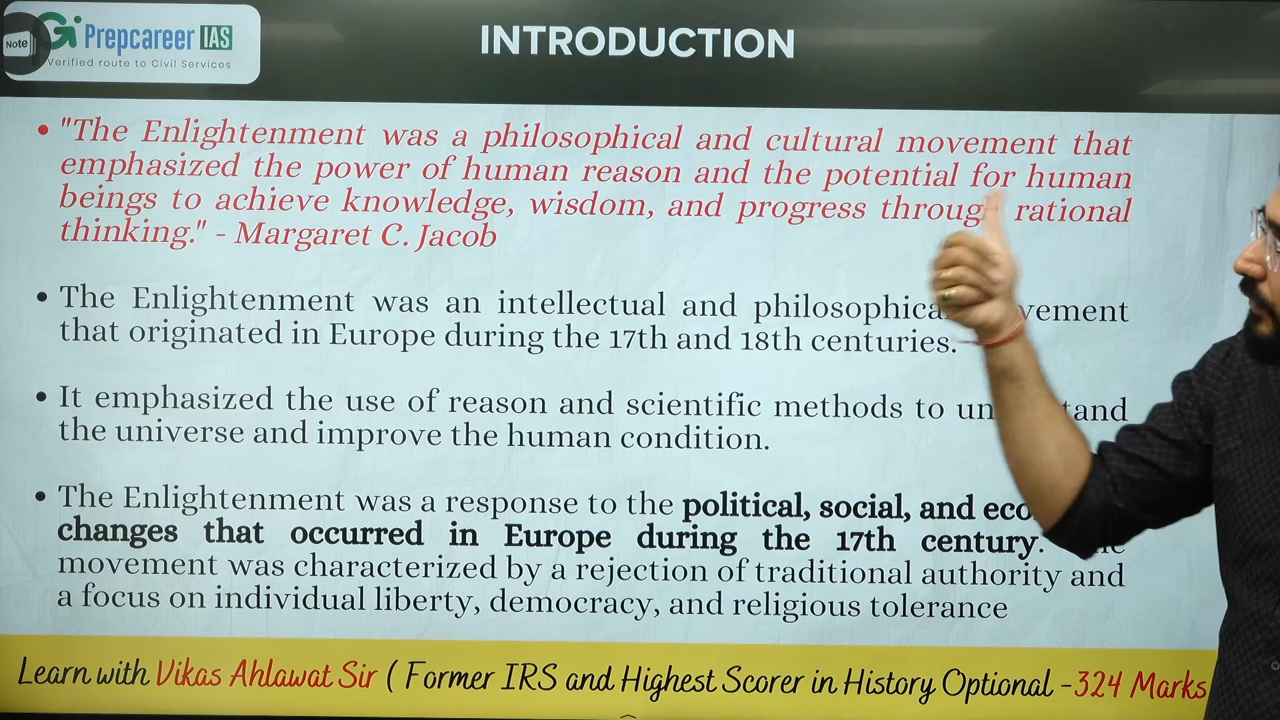 Note
Gi Prepcareer IAS
Verified route to Civil Services
INTRODUCTION
• "The Enlightenment was a philosophical and cultural movement that
emphasized the power of human reason and the potential for human
beings to achieve knowledge, wisdom, and progress through rational
thinking." - Margaret C. Jacob
• The Enlightenment was an intellectual and philosophica vement
that originated in Europe during the 17th and 18th centuries.
• It emphasized the use of reason and scientific methods to un tand
the universe and improve the human condition.
• The Enlightenment was a response to the political, social, and eco
changes that occurred in Europe during the 17th century.
movement was characterized by a rejection of traditional authority and
a focus on individual liberty, democracy, and religious tolerance
Learn with Vikas Ahlawat Sir ( Former IRS and Highest Scorer in History Optional -324 Marks